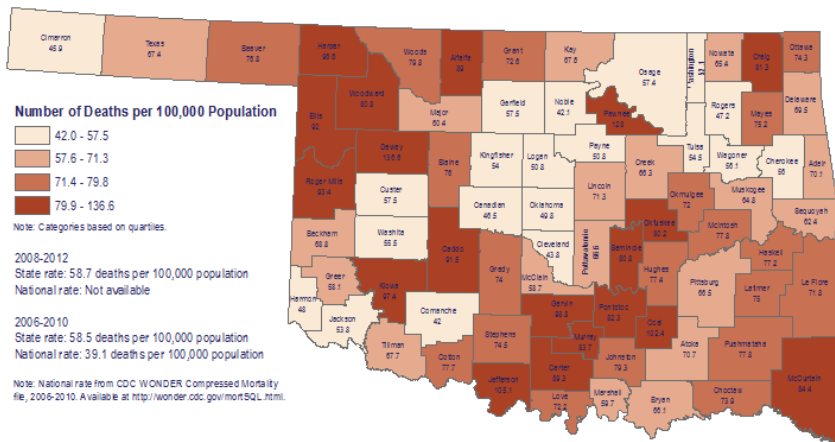 Cimarron
45.9
Texas
67.4
Beaver
76.8
Harper
96.6
Woods
79.8
Alfalfa
89
Grant
72.6
Kay
67.6
Osage
57.4
Washington
52.1
Nowata
65.4
Craig
81.3
Ottawa
74.3
Woodward
80.8
Ellis
92
Major
60.4
Garfield
57.5
Noble
42.1
Pawnee
Rogers
47.2
Mayes
75.2
Delaware
69.5
Number of Deaths per 100,000 Population
42.0 - 57.5
57.6 - 71.3
71.4 - 79.8
79.9 - 136.6
Note: Categories based on quartiles.
Dewey
136.6
Blaine
76
Kingfisher
54
Logan
50.8
Payne
50.8
Creek
66.3
Tulsa
54.5
Wagoner
56.1
Cherokee
56
Adair
70.1
Roger Mills
93.4
Custer
57.5
Canadian
46.5
Oklahoma
49.8
Lincoln
71.3
Okmulgee
72
Muskogee
64.8
Sequoyah
62.4
Beckham
68.8
Washita
55.5
Caddo
91.5
Grady
74
Cleveland
43.8
McClain
58.7
Pottawatomie
66.6
Seminole
80.8
Okfuskee
80.2
McIntosh
77.8
Haskell
77.2
Hughes
77.4
Pittsburg
66.5
Latimer
75
Le Flore
71.8
2008-2012
State rate: 58.7 deaths per 100,000 population
National rate: Not available
Greer
58.1
Harmon
48
Kiowa
97.4
Jackson
53.8
Comanche
42
Tillman
67.7
Cotton
77.7
Stephens
74.5
Garvin
Pontotoc
82.3
Coal
102.4
Murray
83.7
Johnston
79.3
Atoka
70.7
Pushmataha
77.8
McCurtain
84.4
Jefferson
105.1
Carter
89.3
Love
Marshall
59.7
Bryan
66.1
Choctaw
73.9
2006-2010
State rate: 58.5 deaths per 100,000 population
National rate: 39.1 deaths per 100,000 population
Note: National rate from CDC WONDER Compressed Mortality
file, 2006-2010. Available at http://wonder.cdc.gov/mortSQL.html.